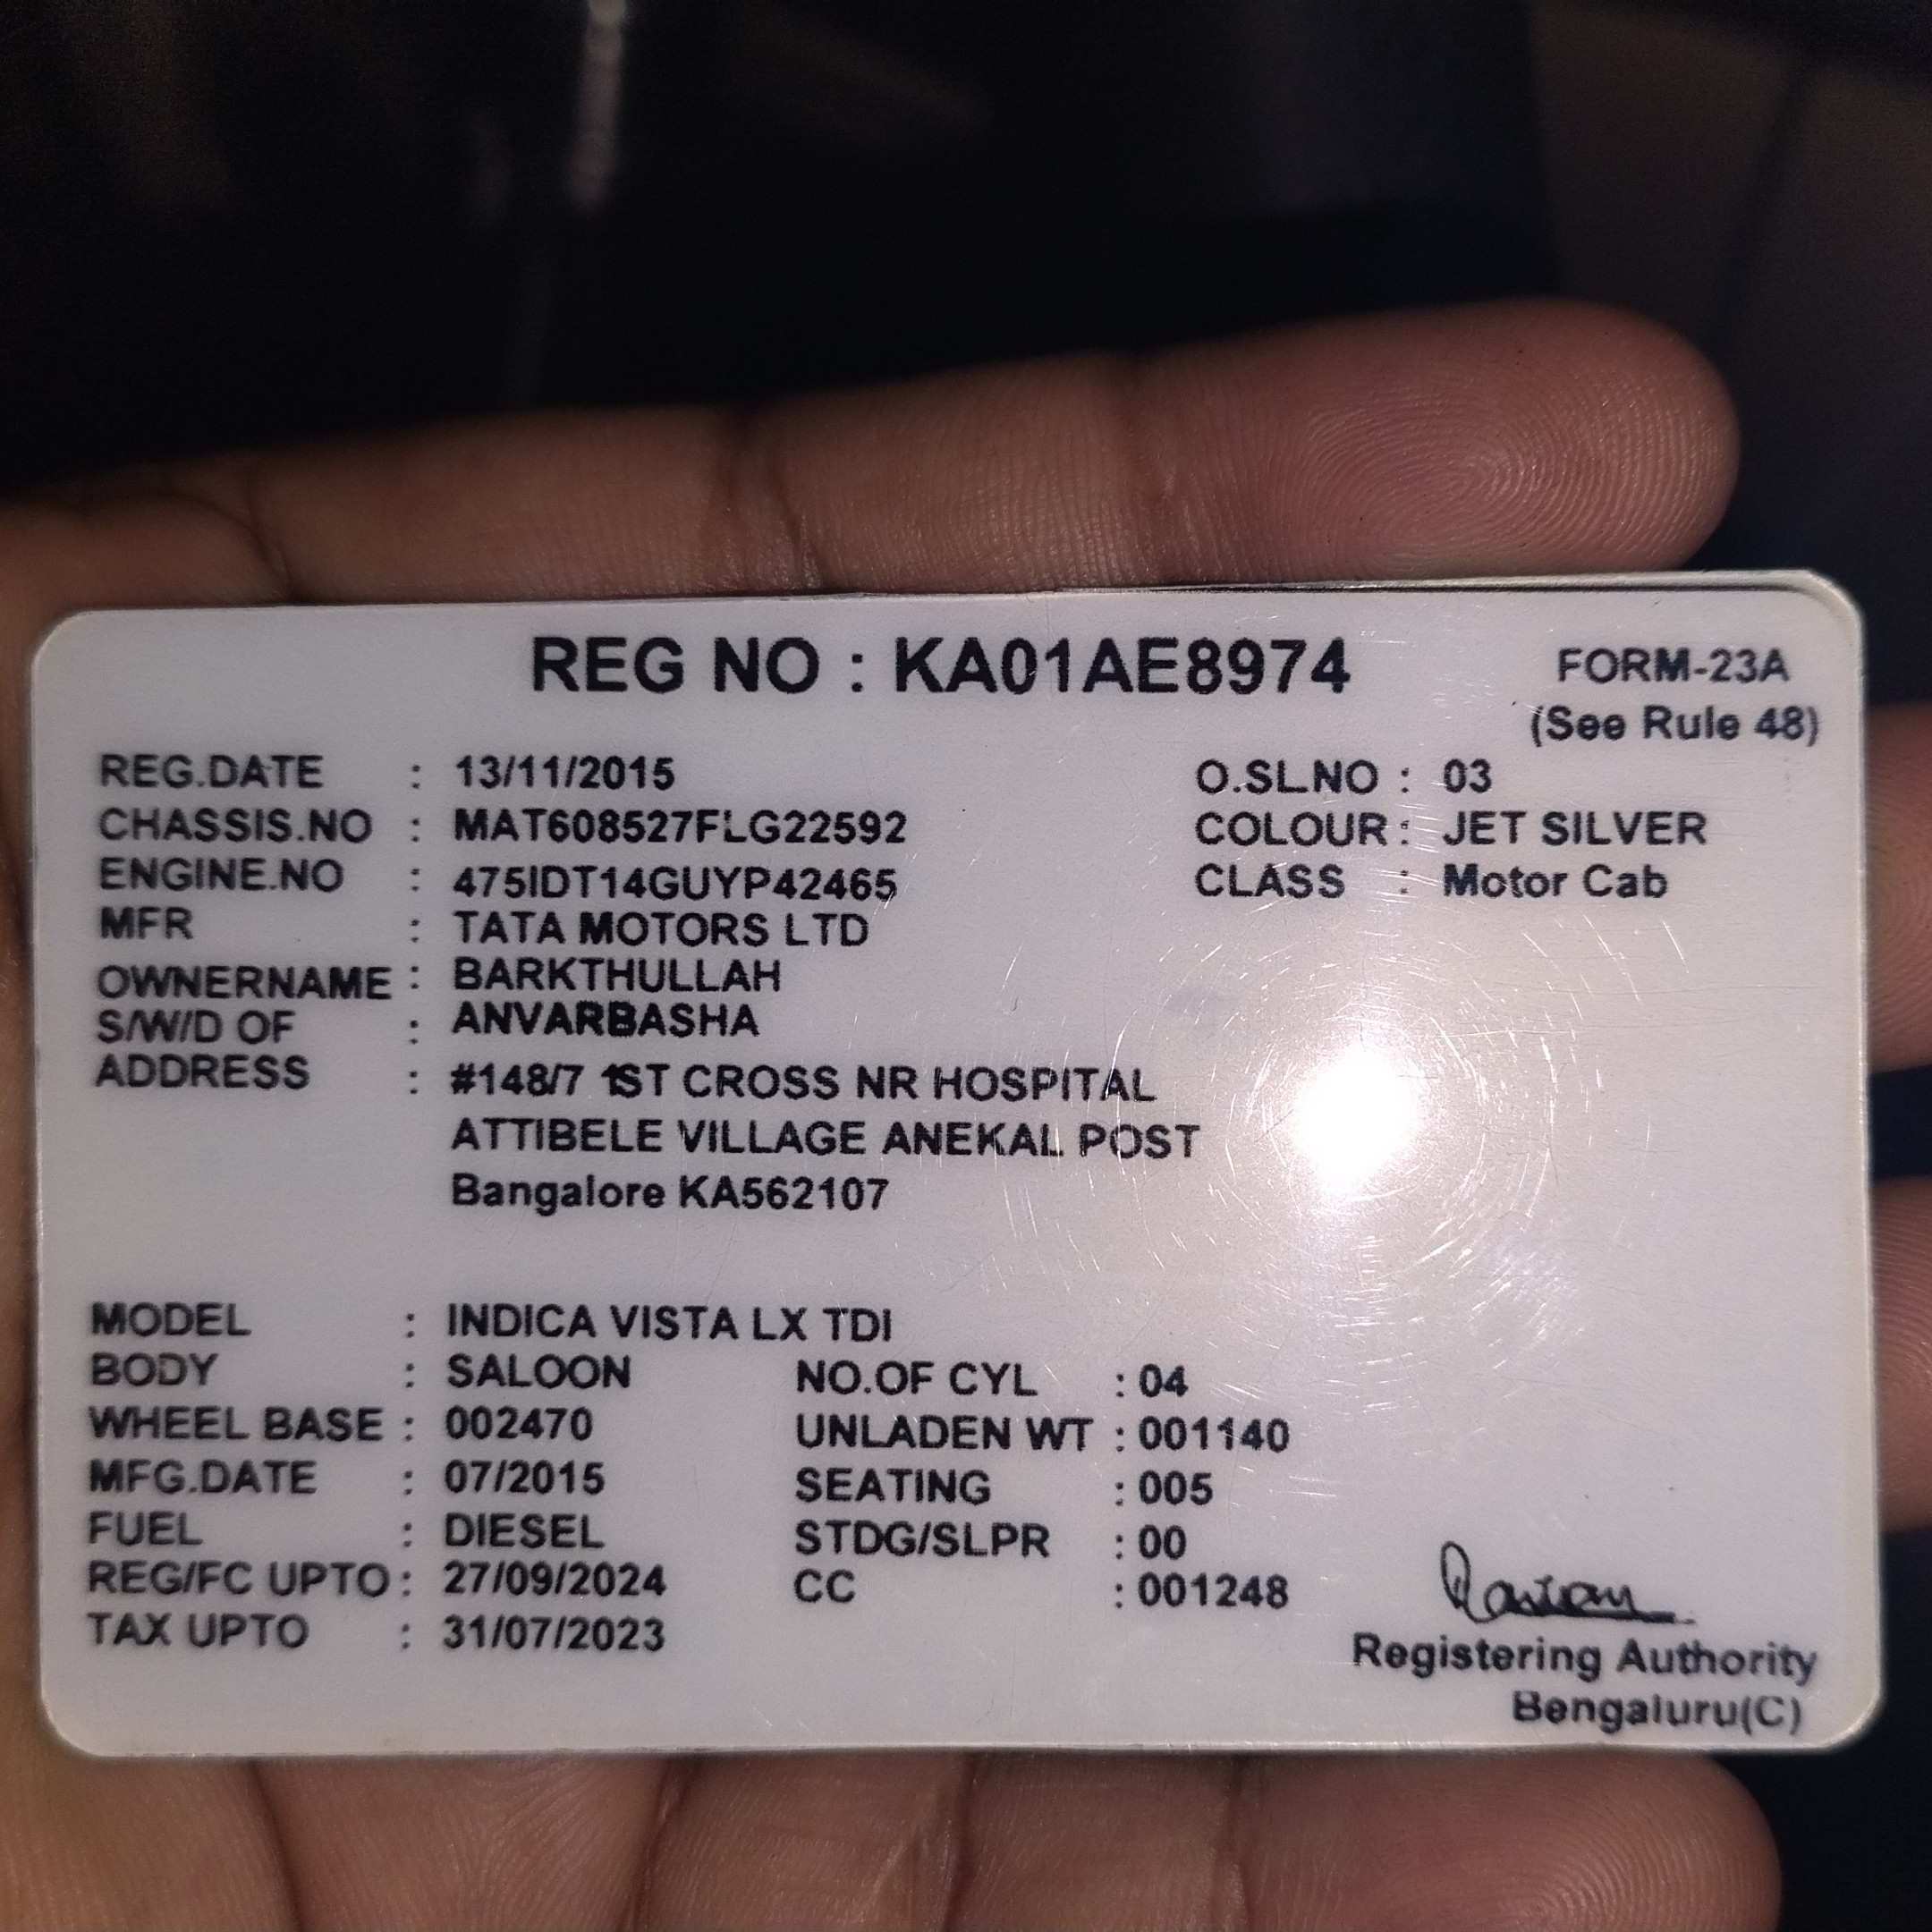 REG NO : KA01AE8974
FORM-23A
(See Rule 48)
REG.DATE : 13/11/2015
O.SLNO : 03
CHASSIS.NO : MAT608527FLG22592
COLOUR : JET SILVER
ENGINE.NO : 475IDT14GUYP42465
CLASS : Motor Cab
MFR : TATA MOTORS LTD
OWNERNAME : BARKTHULLAH
S/W/D OF : ANVARBASHA
ADDRESS : #148/7 1ST CROSS NR HOSPITAL
ATTIBELE VILLAGE ANEKAL POST
Bangalore KA562107
MODEL : INDICA VISTA LX TDI
BODY : SALOON
NO.OF CYL : 04
WHEEL BASE : 002470
UNLADEN WT : 001140
MFG.DATE : 07/2015
SEATING : 005
FUEL : DIESEL
STDG/SLPR : 00
REG/FC UPTO : 27/09/2024
CC : 001248
TAX UPTO : 31/07/2023
Registering Authority
Bengaluru(C)